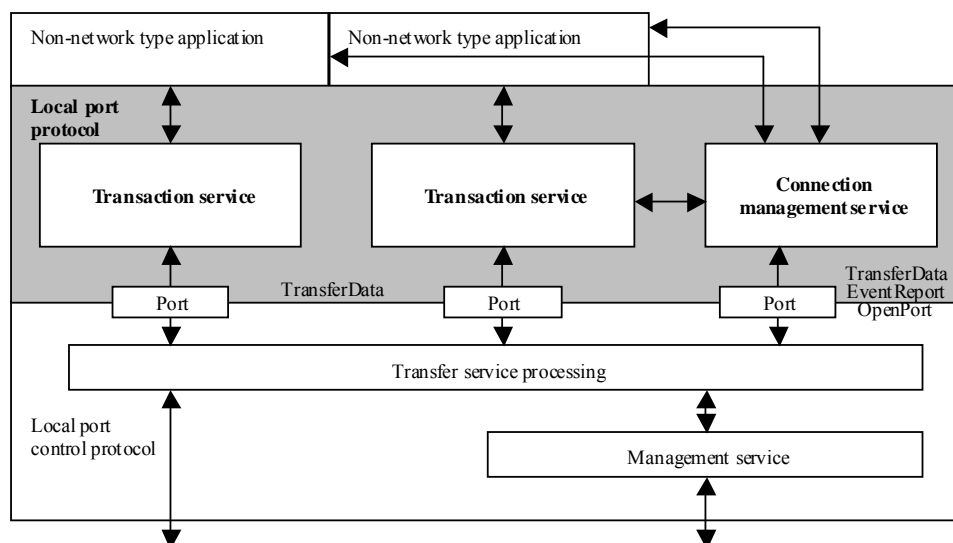 Non-network type application
Non-network type application
Local port
protocol
Transaction service
Transaction service
Connection
management service
TransferData
TransferData
EventReport
OpenPort
Port
Port
Port
Transfer service processing
Local port
control protocol
Management service